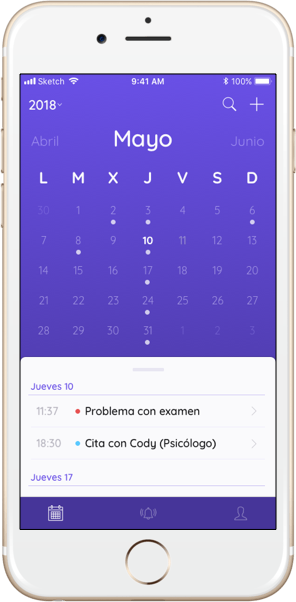 Sketch 9:41 AM 100%
2018
Abril Mayo Junio
L M X J V S D
30 1 2 3 4 5 6
7 8 9 10 11 12 13
14 15 16 17 18 19 20
21 22 23 24 25 26 27
28 29 30 31 1 2 3
Jueves 10
11:37 Problema con examen
18:30 Cita con Cody (Psicólogo)
Jueves 17